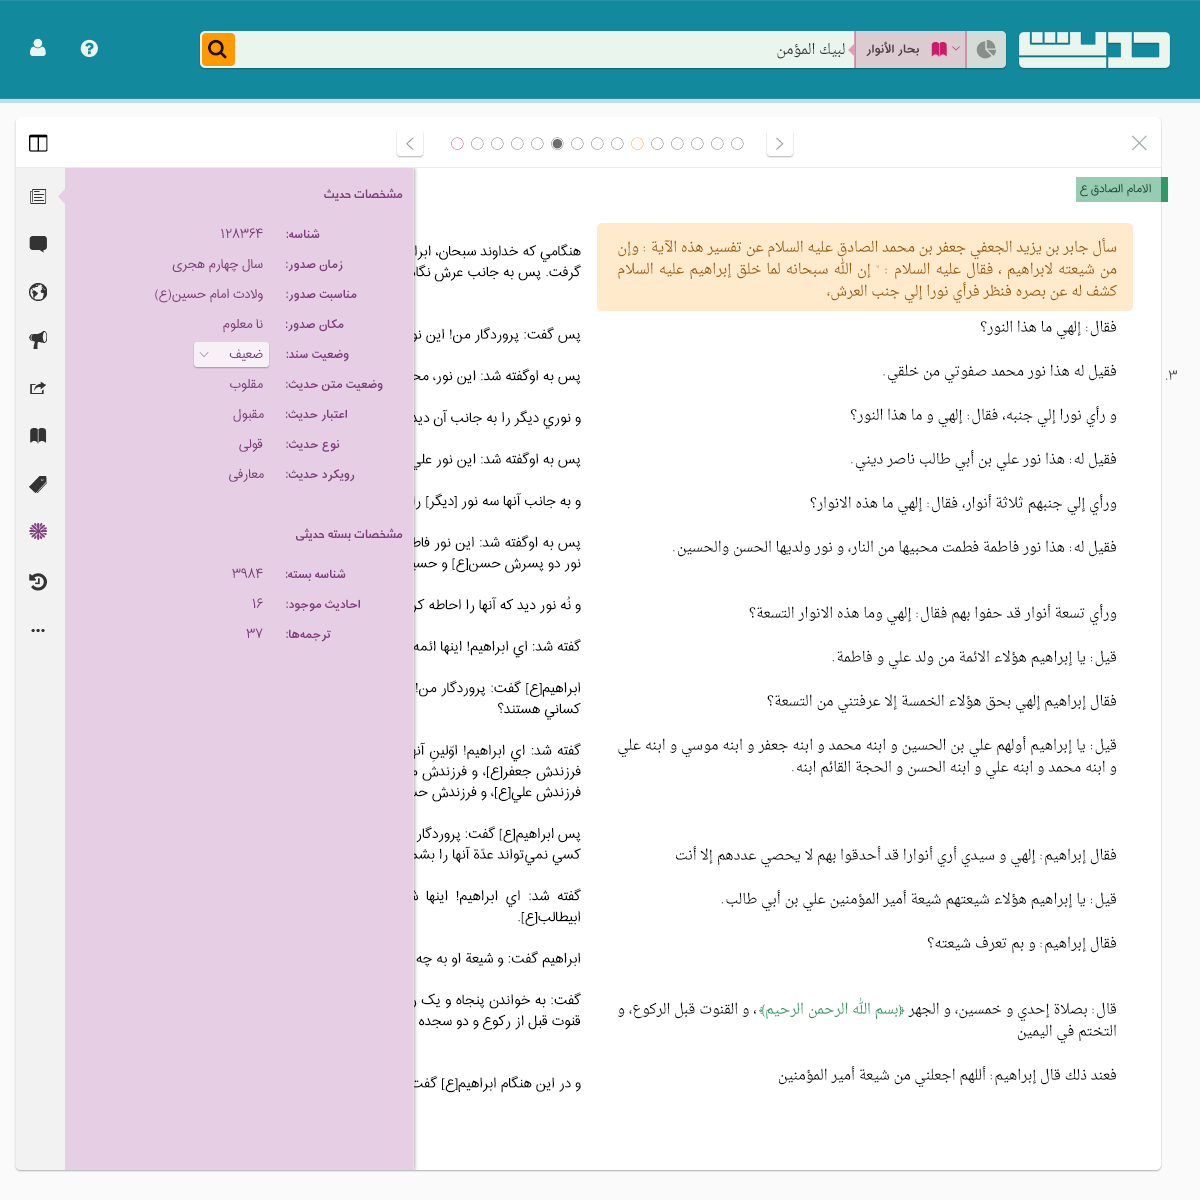 حدیث
بحار الأنوار
لبيك المؤمن
الامام الصادق ع
سأل جابر بن يزيد الجعفي جعفر بن محمد الصادق عليه السلام عن تفسير هذه الآية : وإن
من شيعته لابراهيم ، فقال عليه السلام : " إن الله سبحانه لما خلق إبراهيم عليه السلام
كشف له عن بصره فنظر فرأي نورا إلي جنب العرش،
فقال: إلهي ما هذا النور؟
فقيل له هذا نور محمد صفوتي من خلقي.
۳.
و رأي نورا إلي جنبه، فقال: إلهي و ما هذا النور؟
فقيل له: هذا نور علي بن أبي طالب ناصر ديني.
ورأي إلي جنبهم ثلاثة أنوار، فقال: إلهي ما هذه الانوار؟
فقيل له: هذا نور فاطمة فطمت محبيها من النار، و نور ولديها الحسن والحسين.
ورأي تسعة أنوار قد حفوا بهم فقال: إلهي وما هذه الانوار التسعة؟
قيل: يا إبراهيم هؤلاء الائمة من ولد علي و فاطمة.
فقال إبراهيم إلهي بحق هؤلاء الخمسة إلا عرفتني من التسعة؟
قيل: يا إبراهيم أولهم علي بن الحسين و ابنه محمد و ابنه جعفر و ابنه موسي و ابنه علي
و ابنه محمد و ابنه علي و ابنه الحسن و الحجة القائم ابنه.
فقال إبراهيم: إلهي و سيدي أري أنوارا قد أحدقوا بهم لا يحصي عددهم إلا أنت
قيل: يا إبراهيم هؤلاء شيعتهم شيعة أمير المؤمنين علي بن أبي طالب.
فقال إبراهيم: و بم تعرف شيعته؟
قال: بصلاة إحدي و خمسين، و الجهر ﴿بسم الله الرحمن الرحيم﴾، و القنوت قبل الركوع، و
التختم في اليمين
فعند ذلك قال إبراهيم: أللهم اجعلني من شيعة أمير المؤمنين
هنگامي كه خداوند سبحان، ابرا
گرفت. پس به جانب عرش نگا
پس گفت: پروردگار من! اين نو
پس به اوگفته شد: اين نور، مح
و نوري ديگر را به جانب آن ديد
پس به اوگفته شد: اين نور علي
و به جانب آنها سه نور [ديگر] را
پس به اوگفته شد: اين نور فاط
نور دو پسرش حسن[ع] و حسي
و نُه نور ديد كه آنها را احاطه كر
گفته شد: اي ابراهيم! اينها ائمه
ابراهيم[ع] گفت: پروردگار من!
كساني هستند؟
گفته شد: اي ابراهيم! اوّلينِ آنه
فرزندش جعفر[ع]، و فرزندش م
فرزندش علي[ع]، و فرزندش حس
پس ابراهيم[ع] گفت: پروردگار
كسي نمي‌تواند عدّة آنها را بشم
گفته شد: اي ابراهيم! اينها ش
ابيطالب[ع].
ابراهيم گفت: و شيعة او به چه
گفت: به خواندن پنجاه و يک ر
قنوت قبل از ركوع و دو سجده
و در اين هنگام ابراهيم[ع] گفت
مشخصات حدیث
شناسه: ۱۲۸۳۶۴
زمان صدور: سال چهارم هجری
مناسبت صدور: ولادت امام حسین(ع)
مکان صدور: نا معلوم
وضعیت سند: ضعیف
وضعیت متن حدیث: مقلوب
اعتبار حدیث: مقبول
نوع حدیث: قولی
رویکرد حدیث: معارفی
مشخصات بسته حدیثی
شناسه بسته: ۳۹۸۴
احادیث موجود: ۱۶
ترجمه‌ها: ۳۷